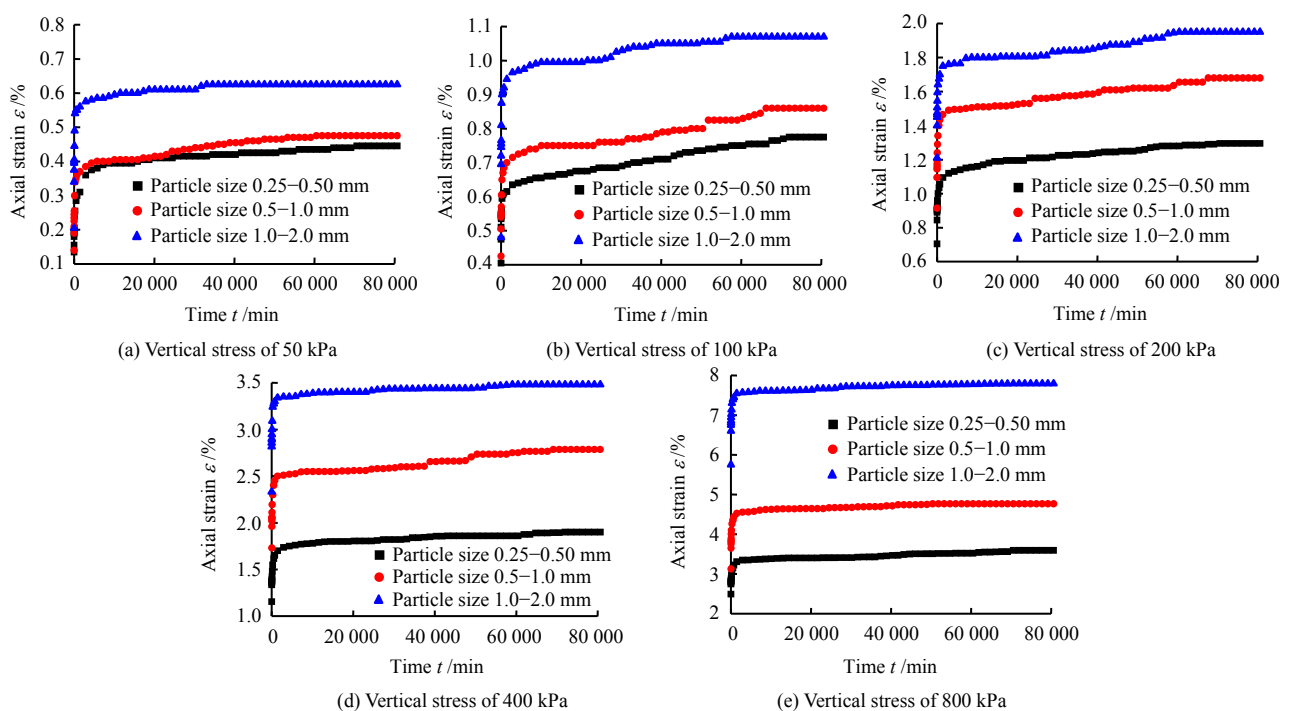 0.8
0.7
0.6
0.5
0.4
0.3
0.2
0.1
Axial strain ε/%
Particle size 0.25−0.50 mm
Particle size 0.5−1.0 mm
Particle size 1.0−2.0 mm
0 20 000 40 000 60 000 80 000
Time t /min
(a) Vertical stress of 50 kPa
1.1
1.0
0.9
0.8
0.7
0.6
0.5
0.4
Axial strain ε/%
Particle size 0.25−0.50 mm
Particle size 0.5−1.0 mm
Particle size 1.0−2.0 mm
0 20 000 40 000 60 000 80 000
Time t /min
(b) Vertical stress of 100 kPa
2.0
1.8
1.6
1.4
1.2
1.0
0.8
0.6
Axial strain ε/%
Particle size 0.25−0.50 mm
Particle size 0.5−1.0 mm
Particle size 1.0−2.0 mm
0 20 000 40 000 60 000 80 000
Time t /min
(c) Vertical stress of 200 kPa
3.5
3.0
2.5
2.0
1.5
1.0
Axial strain ε/%
Particle size 0.25−0.50 mm
Particle size 0.5−1.0 mm
Particle size 1.0−2.0 mm
0 20 000 40 000 60 000 80 000
Time t /min
(d) Vertical stress of 400 kPa
8
7
6
5
4
3
2
Axial strain ε/%
Particle size 0.25−0.50 mm
Particle size 0.5−1.0 mm
Particle size 1.0−2.0 mm
0 20 000 40 000 60 000 80 000
Time t /min
(e) Vertical stress of 800 kPa